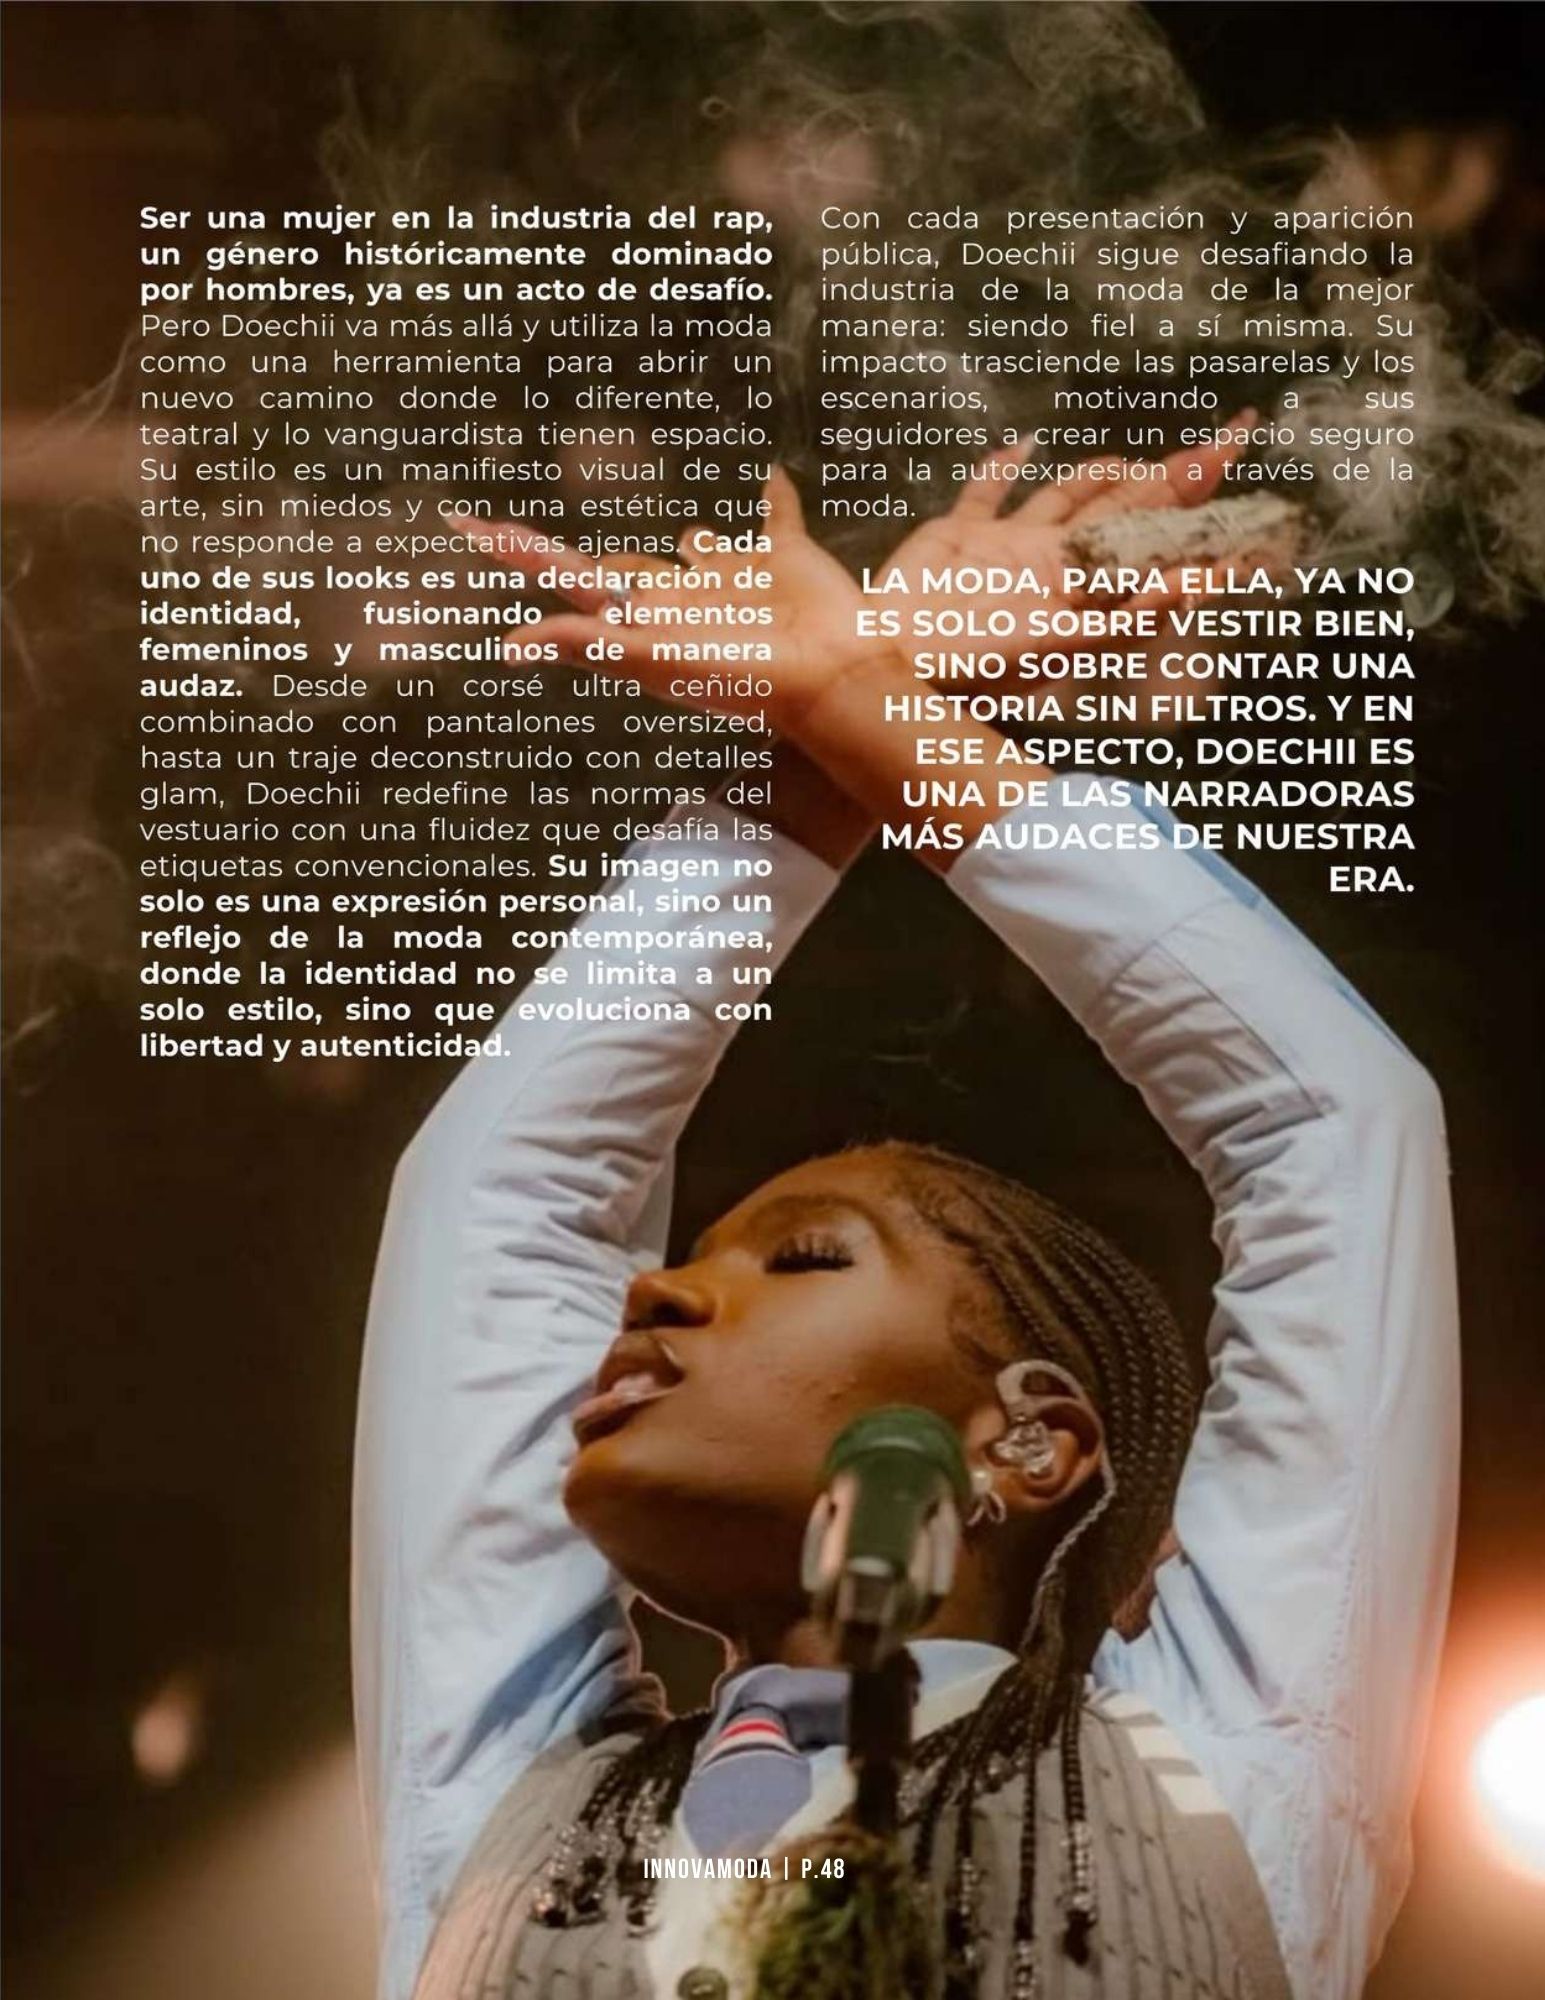 Ser una mujer en la industria del rap,
un género históricamente dominado
por hombres, ya es un acto de desafío.
Pero Doechii va más allá y utiliza la moda
como una herramienta para abrir un
nuevo camino donde lo diferente, lo
teatral y lo vanguardista tienen espacio.
Su estilo es un manifiesto visual de su
arte, sin miedos y con una estética que
no responde a expectativas ajenas. Cada
uno de sus looks es una declaración de
identidad, fusionando elementos
femeninos y masculinos de manera
audaz. Desde un corsé ultra ceñido
combinado con pantalones oversized,
hasta un traje deconstruido con detalles
glam, Doechii redefine las normas del
vestuario con una fluidez que desafía las
etiquetas convencionales. Su imagen no
solo es una expresión personal, sino un
reflejo de la moda contemporánea,
donde la identidad no se limita a un
solo estilo, sino que evoluciona con
libertad y autenticidad.
Con cada presentación y aparición
pública, Doechii sigue desafiando la
industria de la moda de la mejor
manera: siendo fiel a sí misma. Su
impacto trasciende las pasarelas y los
escenarios, motivando a sus
seguidores a crear un espacio seguro
para la autoexpresión a través de la
moda.
LA MODA, PARA ELLA, YA NO
ES SOLO SOBRE VESTIR BIEN,
SINO SOBRE CONTAR UNA
HISTORIA SIN FILTROS. Y EN
ESE ASPECTO, DOECHII ES
UNA DE LAS NARRADORAS
MÁS AUDACES DE NUESTRA
ERA.
INNOVAMODA | P.48